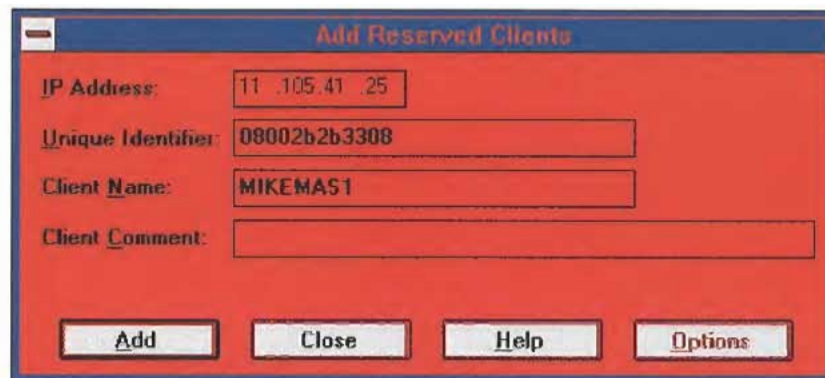 Add Reserved Clients
IP Address: 11 .105.41 .25
Unique Identifier: 08002b2b3308
Client Name: MIKEMAS1
Client Comment:
Add Close Help Options